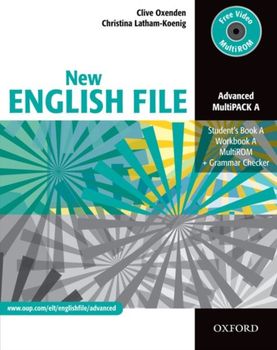 Clive Oxenden
Christina Latham-Koenig
Free Video
MultiROM
New
ENGLISH FILE
Advanced
MultiPACK A
Student's Book A
Workbook A
MultiROM
+ Grammar Checker
www.oup.com/elt/englishfile/advanced
OXFORD